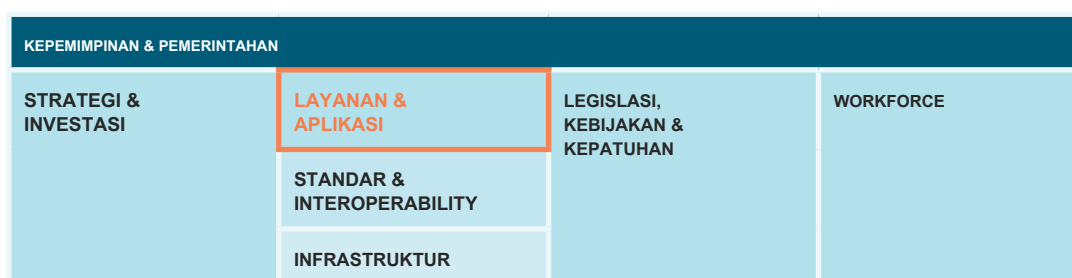 KEPEMIMPINAN & PEMERINTAHAN
STRATEGI &
INVESTASI
LAYANAN &
APLIKASI
STANDAR &
INTEROPERABILITY
INFRASTRUKTUR
LEGISLASI,
KEBIJAKAN &
KEPATUHAN
WORKFORCE